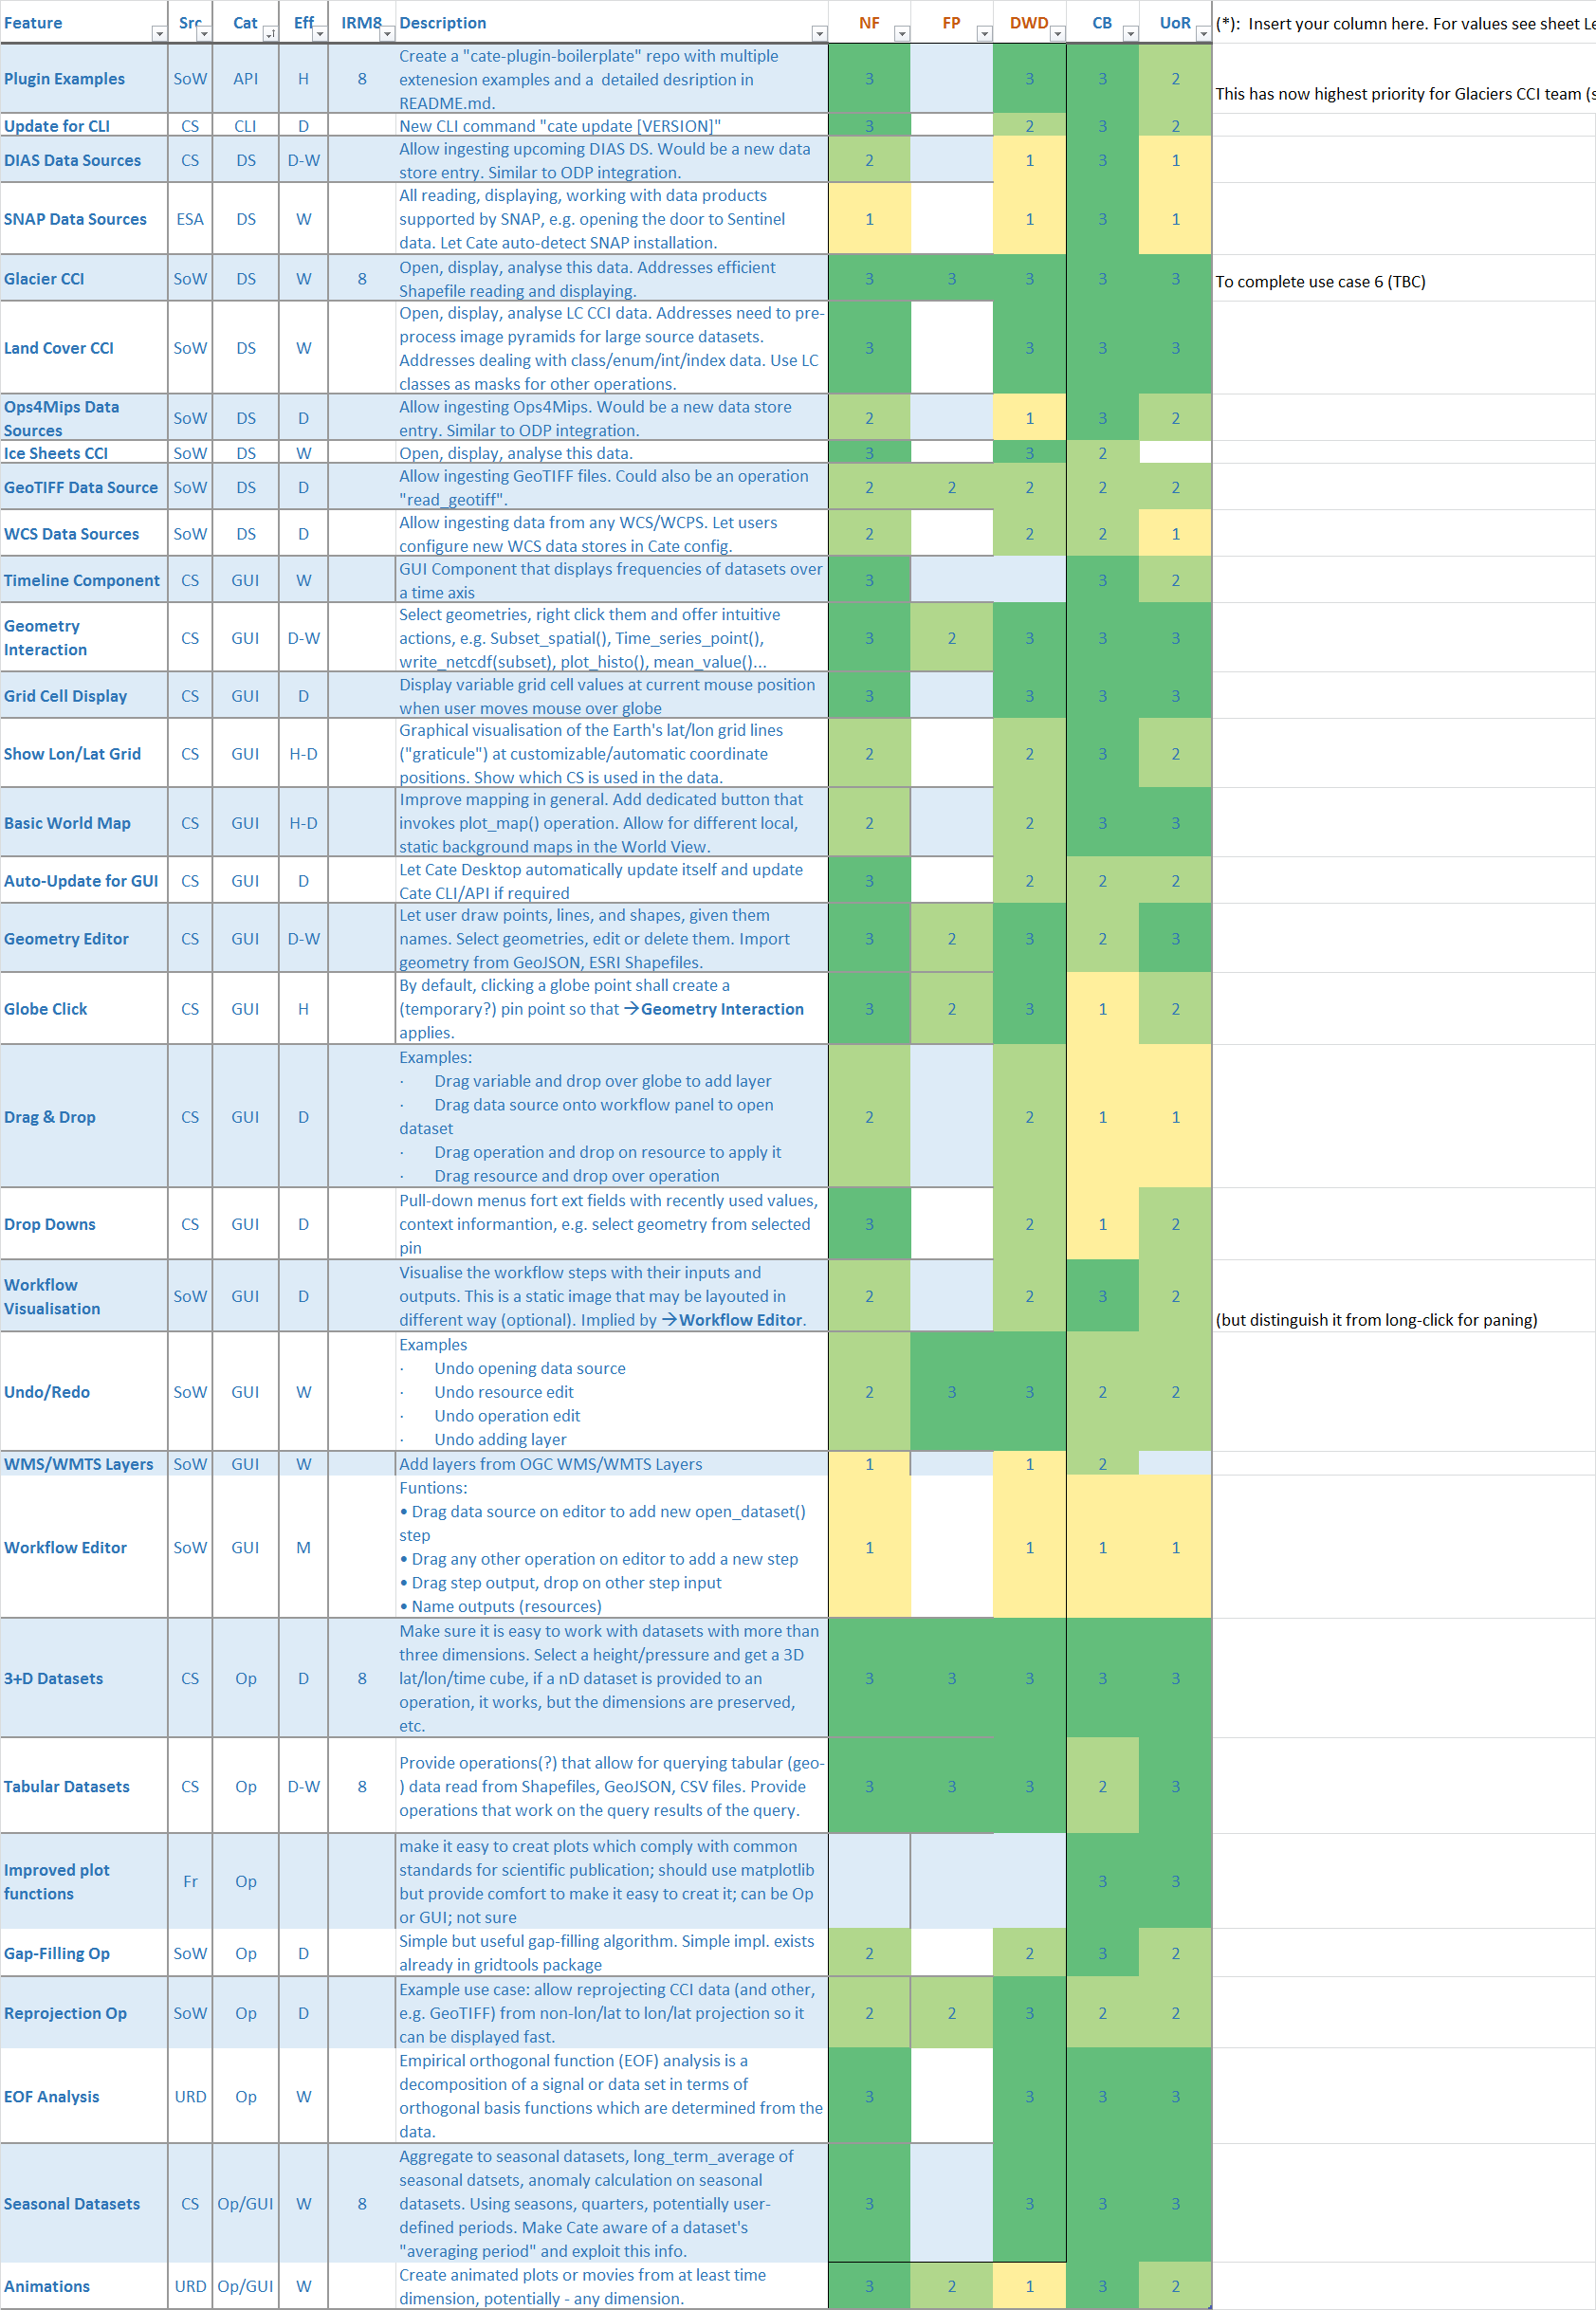 Feature Src Cat Eff IRM8 Description NF FP DWD CB UoR (*):  Insert your column here. For values see sheet Le
Create a "cate-plugin-boilerplate" repo with multiple
Plugin Examples SoW API H 8 extenesion examples and a  detailed desription in 3 3 3 2
README.md. This has now highest priority for Glaciers CCI team (s
Update for CLI CS CLI D New CLI command "cate update [VERSION]" 3 2 3 2
Allow ingesting upcoming DIAS DS. Would be a new data
DIAS Data Sources CS DS D-W 2 1 3 1
store entry. Similar to ODP integration.
All reading, displaying, working with data products
SNAP Data Sources ESA DS W supported by SNAP, e.g. opening the door to Sentinel 1 1 3 1
data. Let Cate auto-detect SNAP installation.
Open, display, analyse this data. Addresses efficient
Glacier CCI SoW DS W 8 3 3 3 3 3
Shapefile reading and displaying. To complete use case 6 (TBC)
Open, display, analyse LC CCI data. Addresses need to pre-
process image pyramids for large source datasets.
Land Cover CCI SoW DS W 3 3 3 3
Addresses dealing with class/enum/int/index data. Use LC
classes as masks for other operations.
Ops4Mips Data Allow ingesting Ops4Mips. Would be a new data store
Sources SoW DS D entry. Similar to ODP integration. 2 1 3 2
Ice Sheets CCI SoW DS W Open, display, analyse this data. 3 3 2
Allow ingesting GeoTIFF files. Could also be an operation
GeoTIFF Data Source SoW DS D 2 2 2 2 2
"read_geotiff".
Allow ingesting data from any WCS/WCPS. Let users
WCS Data Sources SoW DS D 2 2 2 1
configure new WCS data stores in Cate config.
GUI Component that displays frequencies of datasets over
Timeline Component CS GUI W 3 3 2
a time axis
Geometry Select geometries, right click them and offer intuitive
Interaction CS GUI D-W actions, e.g. Subset_spatial(), Time_series_point(), 3 2 3 3 3
write_netcdf(subset), plot_histo(), mean_value()...
Display variable grid cell values at current mouse position
Grid Cell Display CS GUI D 3 3 3 3
when user moves mouse over globe
Graphical visualisation of the Earth's lat/lon grid lines
Show Lon/Lat Grid CS GUI H-D ("graticule") at customizable/automatic coordinate 2 2 3 2
positions. Show which CS is used in the data.
Improve mapping in general. Add dedicated button that
Basic World Map CS GUI H-D invokes plot_map() operation. Allow for different local, 2 2 3 3
static background maps in the World View.
Let Cate Desktop automatically update itself and update
Auto-Update for GUI CS GUI D 3 2 2 2
Cate CLI/API if required
Let user draw points, lines, and shapes, given them
Geometry Editor CS GUI D-W names. Select geometries, edit or delete them. Import 3 2 3 2 3
geometry from GeoJSON, ESRI Shapefiles.
By default, clicking a globe point shall create a
Globe Click CS GUI H (temporary?) pin point so that →Geometry Interaction 3 2 3 1 2
applies.
Examples:
· Drag variable and drop over globe to add layer
· Drag data source onto workflow panel to open
Drag & Drop CS GUI D dataset 2 2 1 1
· Drag operation and drop on resource to apply it
· Drag resource and drop over operation
Pull-down menus fort ext fields with recently used values,
Drop Downs CS GUI D context informantion, e.g. select geometry from selected 3 2 1 2
pin
Workflow Visualise the workflow steps with their inputs and
Visualisation SoW GUI D outputs. This is a static image that may be layouted in 2 2 3 2
different way (optional). Implied by →Workflow Editor. (but distinguish it from long-click for paning)
Examples
· Undo opening data source
Undo/Redo SoW GUI W · Undo resource edit 2 3 3 2 2
· Undo operation edit
· Undo adding layer
WMS/WMTS Layers SoW GUI W Add layers from OGC WMS/WMTS Layers 1 1 2
Funtions:
• Drag data source on editor to add new open_dataset()
step
Workflow Editor SoW GUI M 1 1 1 1
• Drag any other operation on editor to add a new step
• Drag step output, drop on other step input
• Name outputs (resources)
Make sure it is easy to work with datasets with more than
three dimensions. Select a height/pressure and get a 3D
3+D Datasets CS Op D 8 lat/lon/time cube, if a nD dataset is provided to an 3 3 3 3 3
operation, it works, but the dimensions are preserved,
etc.
Provide operations(?) that allow for querying tabular (geo-
Tabular Datasets CS Op D-W 8 ) data read from Shapefiles, GeoJSON, CSV files. Provide 3 3 3 2 3
operations that work on the query results of the query.
make it easy to creat plots which comply with common
Improved plot standards for scientific publication; should use matplotlib
functions Fr Op but provide comfort to make it easy to creat it; can be Op 3 3
or GUI; not sure
Simple but useful gap-filling algorithm. Simple impl. exists
Gap-Filling Op SoW Op D 2 2 3 2
already in gridtools package
Example use case: allow reprojecting CCI data (and other,
Reprojection Op SoW Op D e.g. GeoTIFF) from non-lon/lat to lon/lat projection so it 2 2 3 2 2
can be displayed fast.
Empirical orthogonal function (EOF) analysis is a
decomposition of a signal or data set in terms of
EOF Analysis URD Op W 3 3 3 3
orthogonal basis functions which are determined from the
data.
Aggregate to seasonal datasets, long_term_average of
seasonal datsets, anomaly calculation on seasonal
Seasonal Datasets CS Op/GUI W 8 datasets. Using seasons, quarters, potentially user- 3 3 3 3
defined periods. Make Cate aware of a dataset's
"averaging period" and exploit this info.
Create animated plots or movies from at least time
Animations URD Op/GUI W 3 2 1 3 2
dimension, potentially - any dimension.